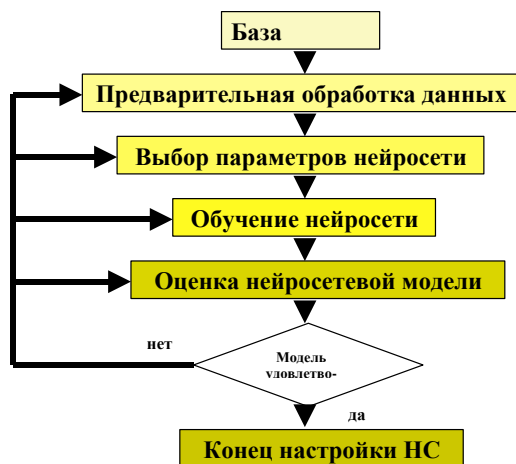 База
Предварительная обработка данных
Выбор параметров нейросети
Обучение нейросети
Оценка нейросетевой модели
нет
Модель
удовлетво-
да
Конец настройки НС